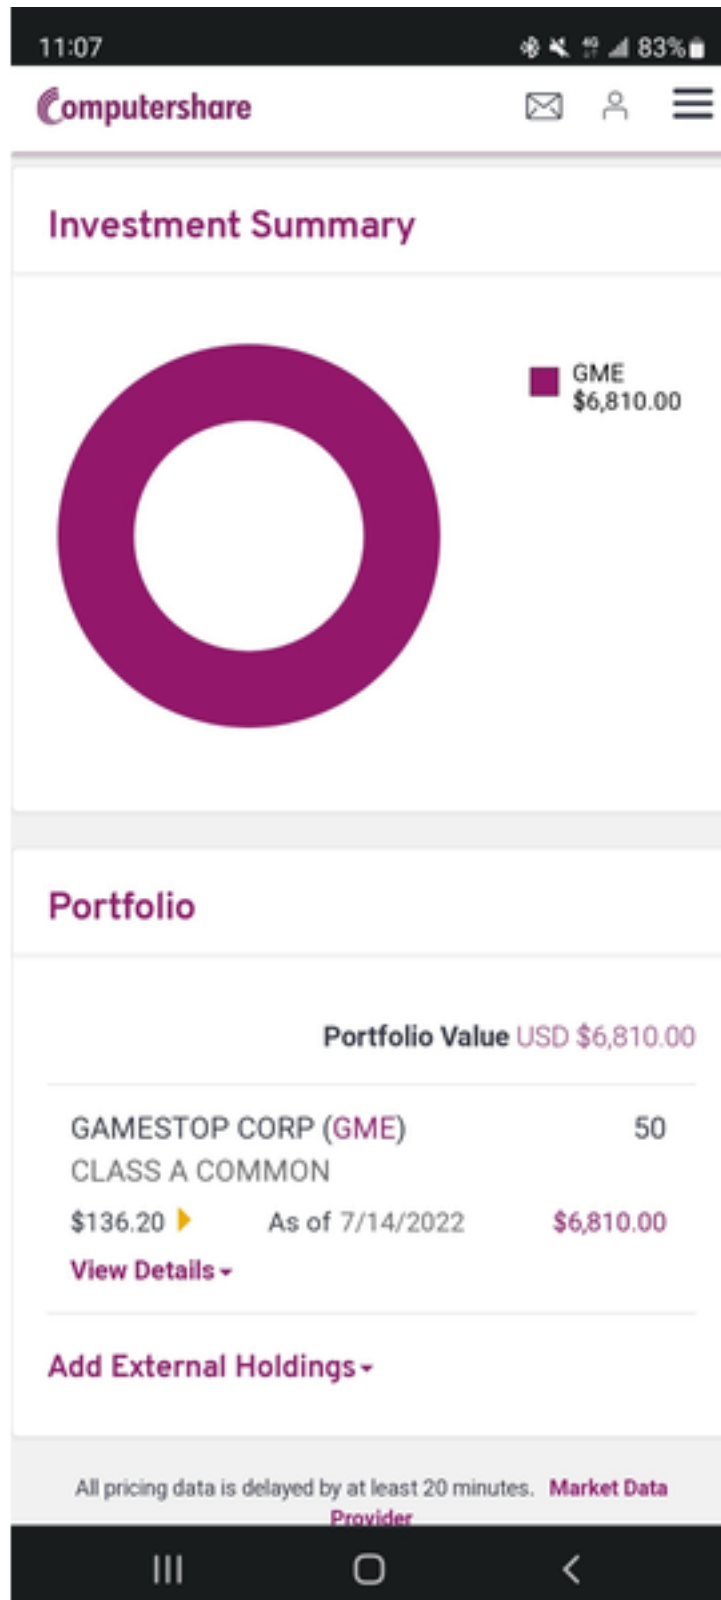 11:07 83%
Computershare
Investment Summary
GME
$6,810.00
Portfolio
Portfolio Value USD $6,810.00
GAMESTOP CORP (GME) 50
CLASS A COMMON
$136.20 As of 7/14/2022 $6,810.00
View Details
Add External Holdings
All pricing data is delayed by at least 20 minutes. Market Data
Provider